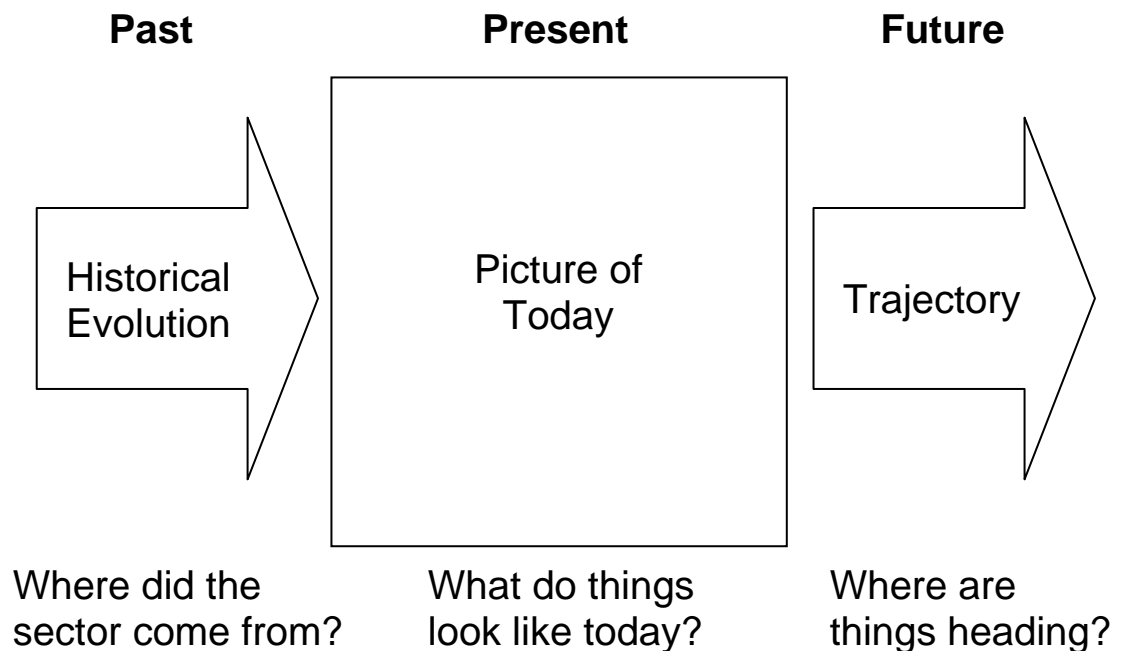 Past
Present
Future
Historical
Evolution
Picture of
Today
Trajectory
Where did the
sector come from?
What do things
look like today?
Where are
things heading?